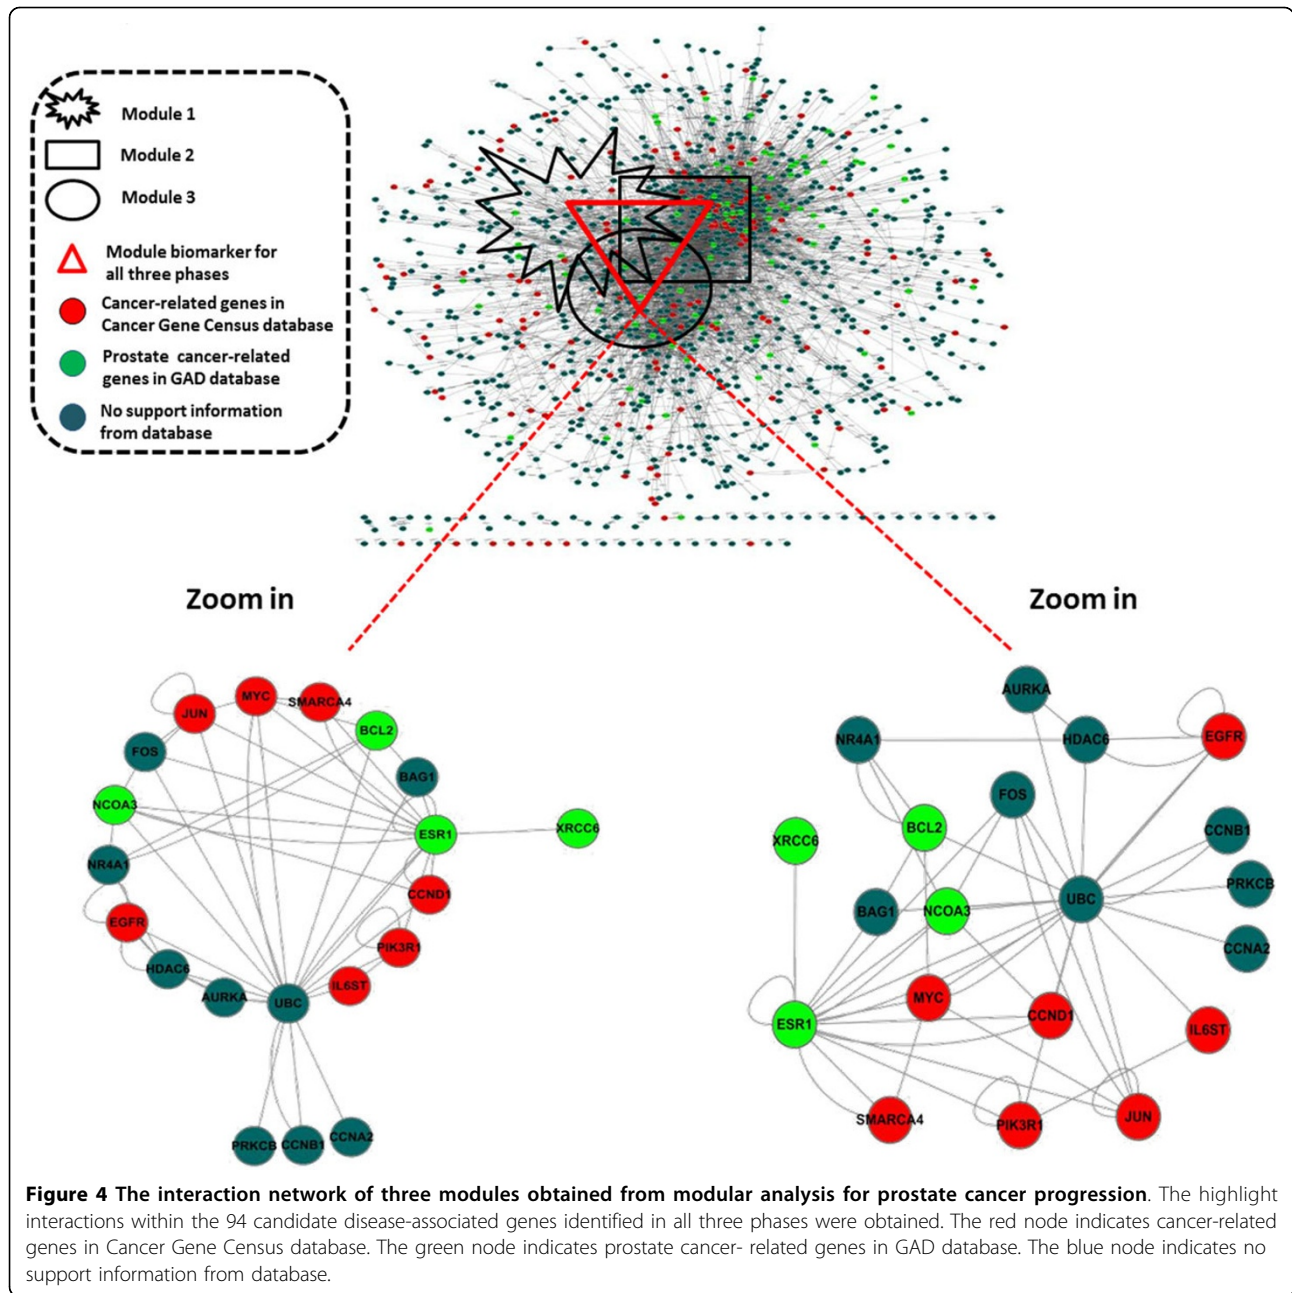 Module 1
Module 2
Module 3
Module biomarker for
all three phases
Cancer-related genes in
Cancer Gene Census database
Prostate cancer-related
genes in GAD database
No support information
from database
Zoom in
Zoom in
JUN
MYC
SMARCA4
BCL2
FOS
BAG1
NCOA3
ESR1
XRCC6
NR4A1
CCND1
EGFR
PIK3R1
HDAC6
IL6ST
AURKA
UBC
PRKCB
CCNB1
CCNA2
AURKA
NR4A1
HDAC6
EGFR
FOS
BCL2
CCNB1
XRCC6
PRKCB
BAG1
NCOA3
UBC
CCNA2
MYC
CCND1
ESR1
IL6ST
SMARCA4
PIK3R1
JUN
Figure 4 The interaction network of three modules obtained from modular analysis for prostate cancer progression. The highlight
interactions within the 94 candidate disease-associated genes identified in all three phases were obtained. The red node indicates cancer-related
genes in Cancer Gene Census database. The green node indicates prostate cancer- related genes in GAD database. The blue node indicates no
support information from database.